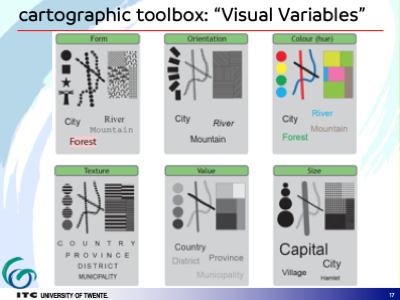 cartographic toolbox: “Visual Variables”
Form
City
River
Mountain
Forest
Orientation
City
River
Mountain
Colour (hue)
City
River
Mountain
Forest
Texture
COUNTRY
PROVINCE
DISTRICT
MUNICIPALITY
Value
Country
District
Province
Municipality
Size
Capital
City
Village
Hamlet
ITC UNIVERSITY OF TWENTE.
17